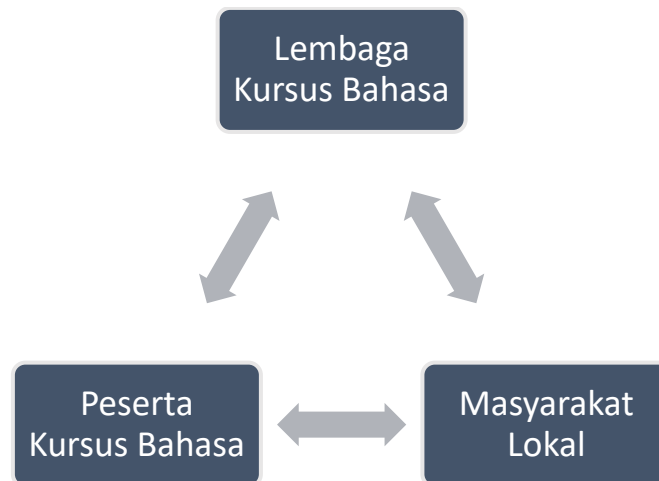 Lembaga
Kursus Bahasa
Peserta
Kursus Bahasa
Masyarakat
Lokal